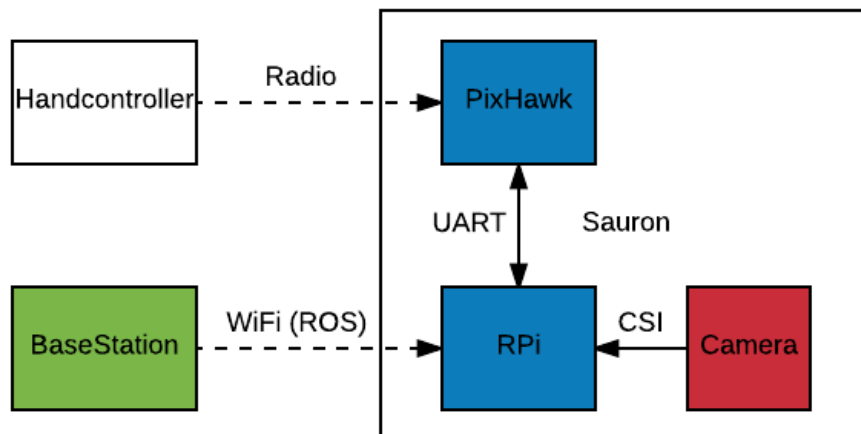 Radio
Handcontroller
PixHawk
UART
Sauron
WiFi (ROS)
CSI
BaseStation
RPi
Camera